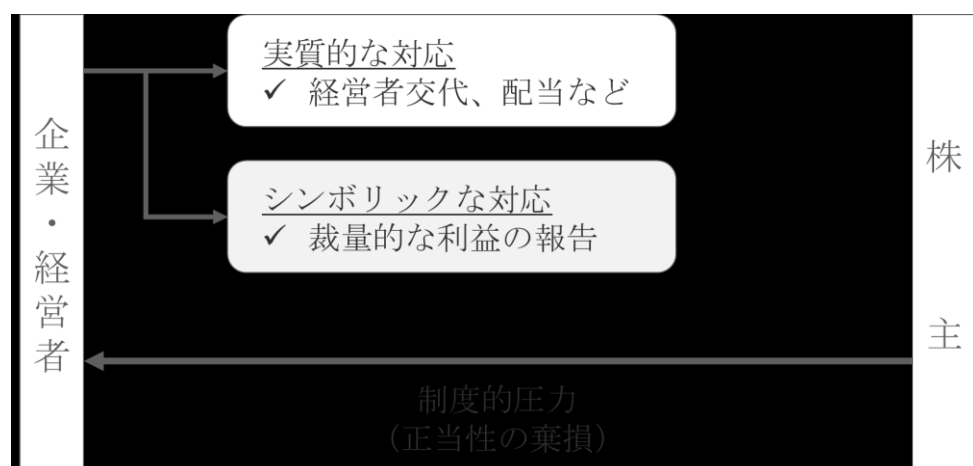 企業・経営者
実質的な対応
✓ 経営者交代、配当など
シンボリックな対応
✓ 裁量的な利益の報告
株主
制度的圧力
(正当性の棄損)